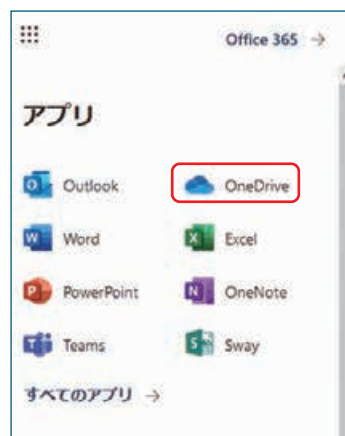 Office 365 →
アプリ
Outlook
OneDrive
Word
Excel
PowerPoint
OneNote
Teams
Sway
すべてのアプリ →